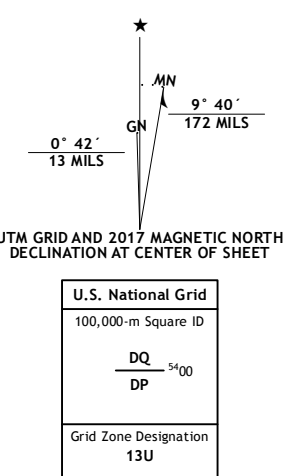 ★
MN
GN
9° 40´
172 MILS
0° 42´
13 MILS
UTM GRID AND 2017 MAGNETIC NORTH
DECLINATION AT CENTER OF SHEET
U.S. National Grid
100,000-m Square ID
DQ
5400
DP
Grid Zone Designation
13U